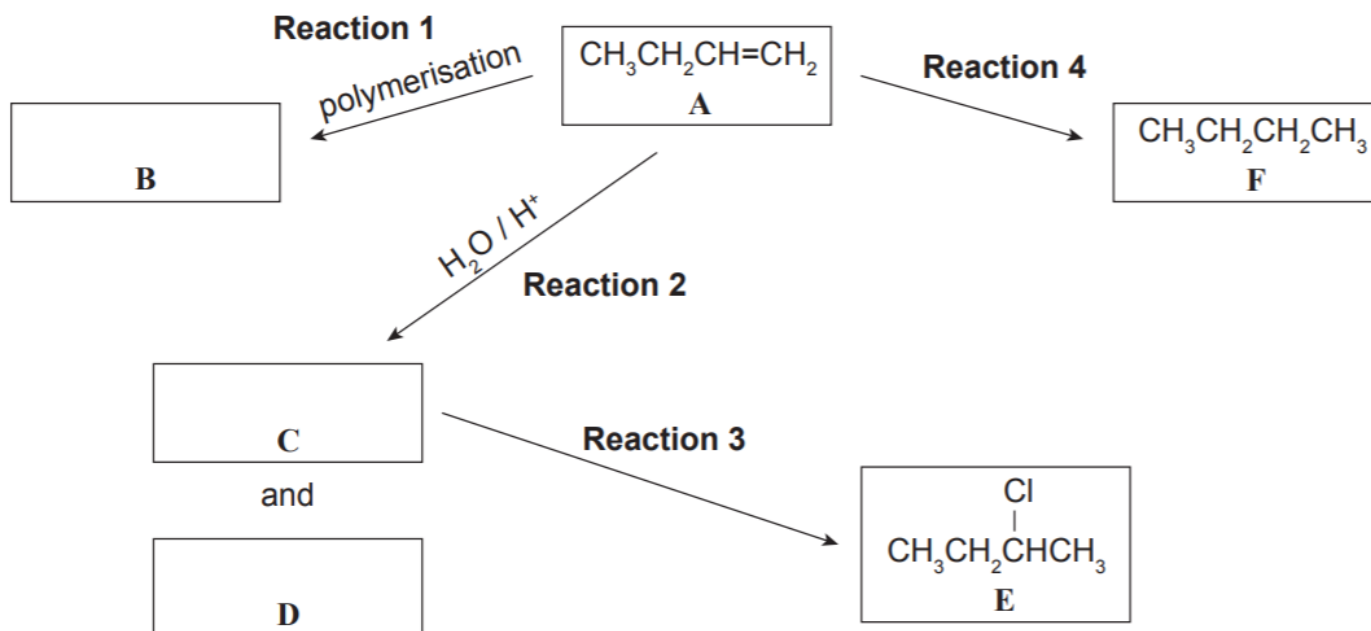 Reaction 1
polymerisation
CH₃CH₂CH=CH₂
A
Reaction 4
B
CH₃CH₂CH₂CH₃
F
H₂O / H⁺
Reaction 2
C
Reaction 3
and
Cl
CH₃CH₂CHCH₃
E
D